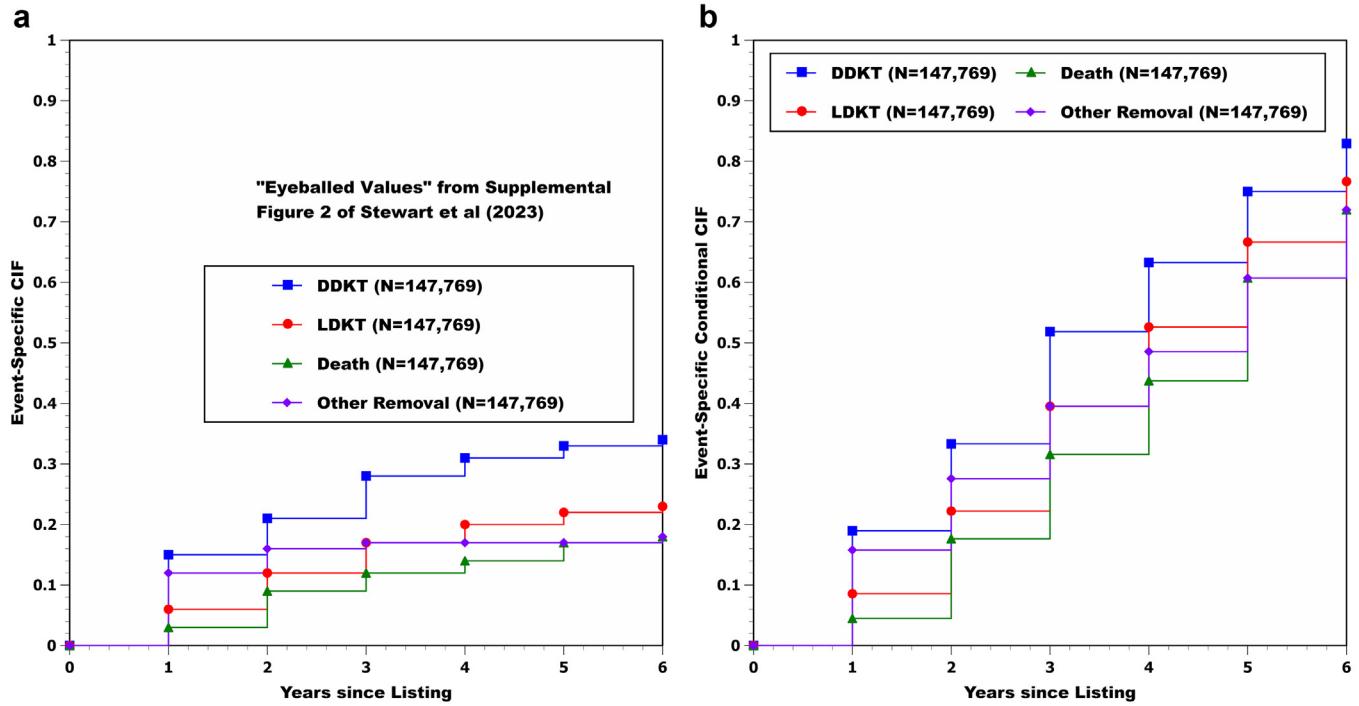 a
Event-Specific CIF
1
0.9
0.8
0.7
0.6
0.5
0.4
0.3
0.2
0.1
0
"Eyeballed Values" from Supplemental
Figure 2 of Stewart et al (2023)
DDKT (N=147,769)
LDKT (N=147,769)
Death (N=147,769)
Other Removal (N=147,769)
0 1 2 3 4 5 6
Years since Listing
b
Event-Specific Conditional CIF
1
0.9
0.8
0.7
0.6
0.5
0.4
0.3
0.2
0.1
0
DDKT (N=147,769) Death (N=147,769)
LDKT (N=147,769) Other Removal (N=147,769)
0 1 2 3 4 5 6
Years since Listing